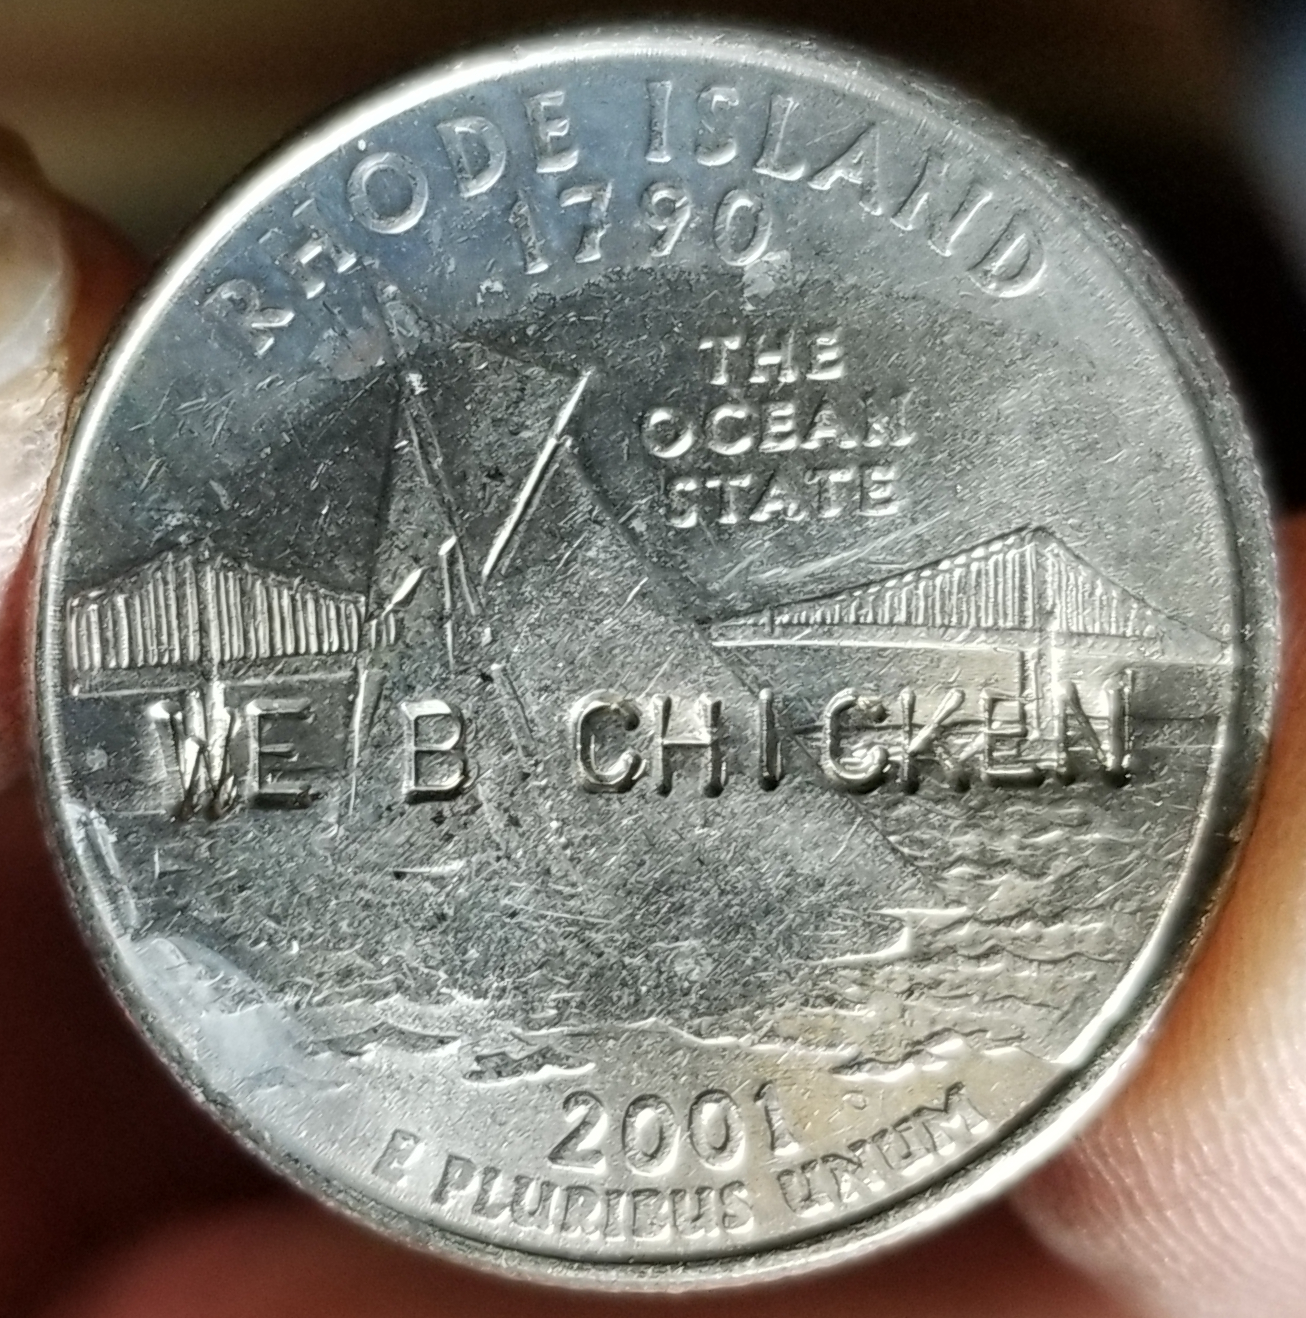 RHODE ISLAND
1790
THE
OCEAN
STATE
WE B CHICKEN
2001
E PLURIBUS UNUM